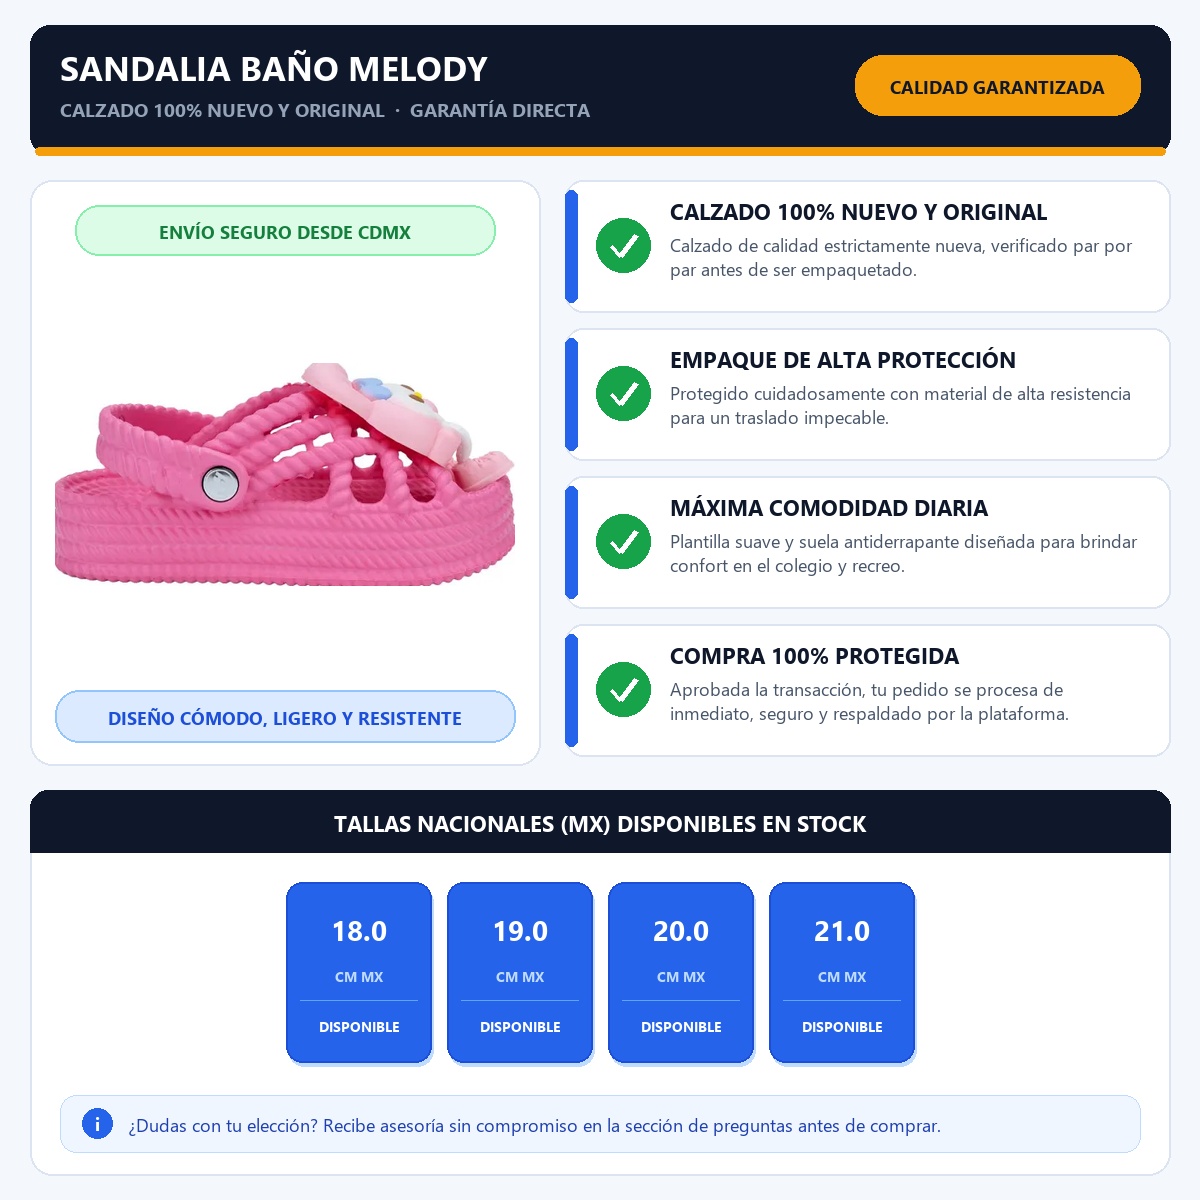 SANDALIA BAÑO MELODY
CALZADO 100% NUEVO Y ORIGINAL · GARANTÍA DIRECTA
CALIDAD GARANTIZADA
ENVÍO SEGURO DESDE CDMX
DISEÑO CÓMODO, LIGERO Y RESISTENTE
CALZADO 100% NUEVO Y ORIGINAL
Calzado de calidad estrictamente nueva, verificado par por
par antes de ser empaquetado.
EMPAQUE DE ALTA PROTECCIÓN
Protegido cuidadosamente con material de alta resistencia
para un traslado impecable.
MÁXIMA COMODIDAD DIARIA
Plantilla suave y suela antiderrapante diseñada para brindar
confort en el colegio y recreo.
COMPRA 100% PROTEGIDA
Aprobada la transacción, tu pedido se procesa de
inmediato, seguro y respaldado por la plataforma.
TALLAS NACIONALES (MX) DISPONIBLES EN STOCK
18.0
CM MX
DISPONIBLE
19.0
CM MX
DISPONIBLE
20.0
CM MX
DISPONIBLE
21.0
CM MX
DISPONIBLE
¿Dudas con tu elección? Recibe asesoría sin compromiso en la sección de preguntas antes de comprar.